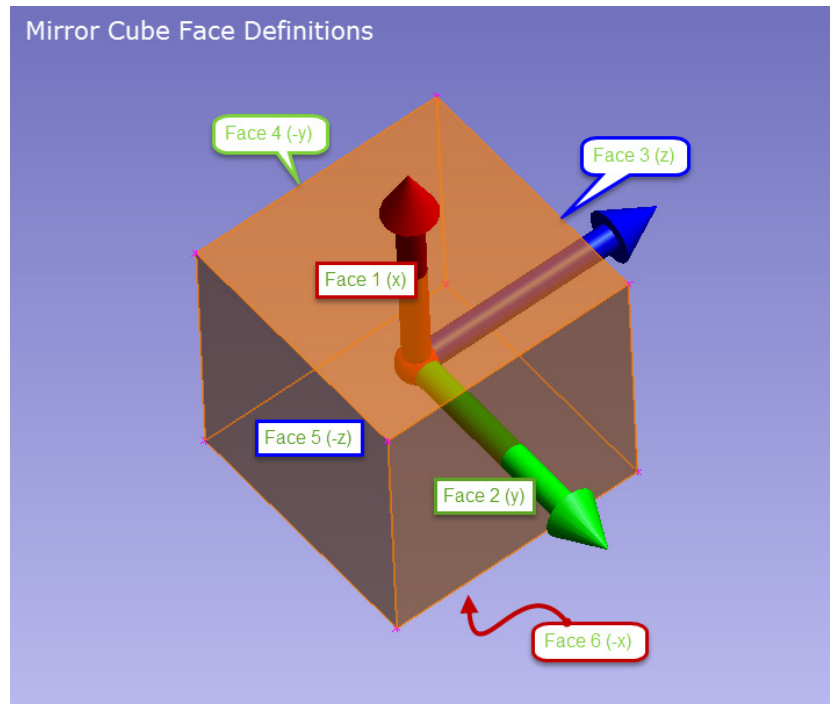 Mirror Cube Face Definitions
Face 4 (-y)
Face 3 (z)
Face 1 (x)
Face 5 (-z)
Face 2 (y)
Face 6 (-x)